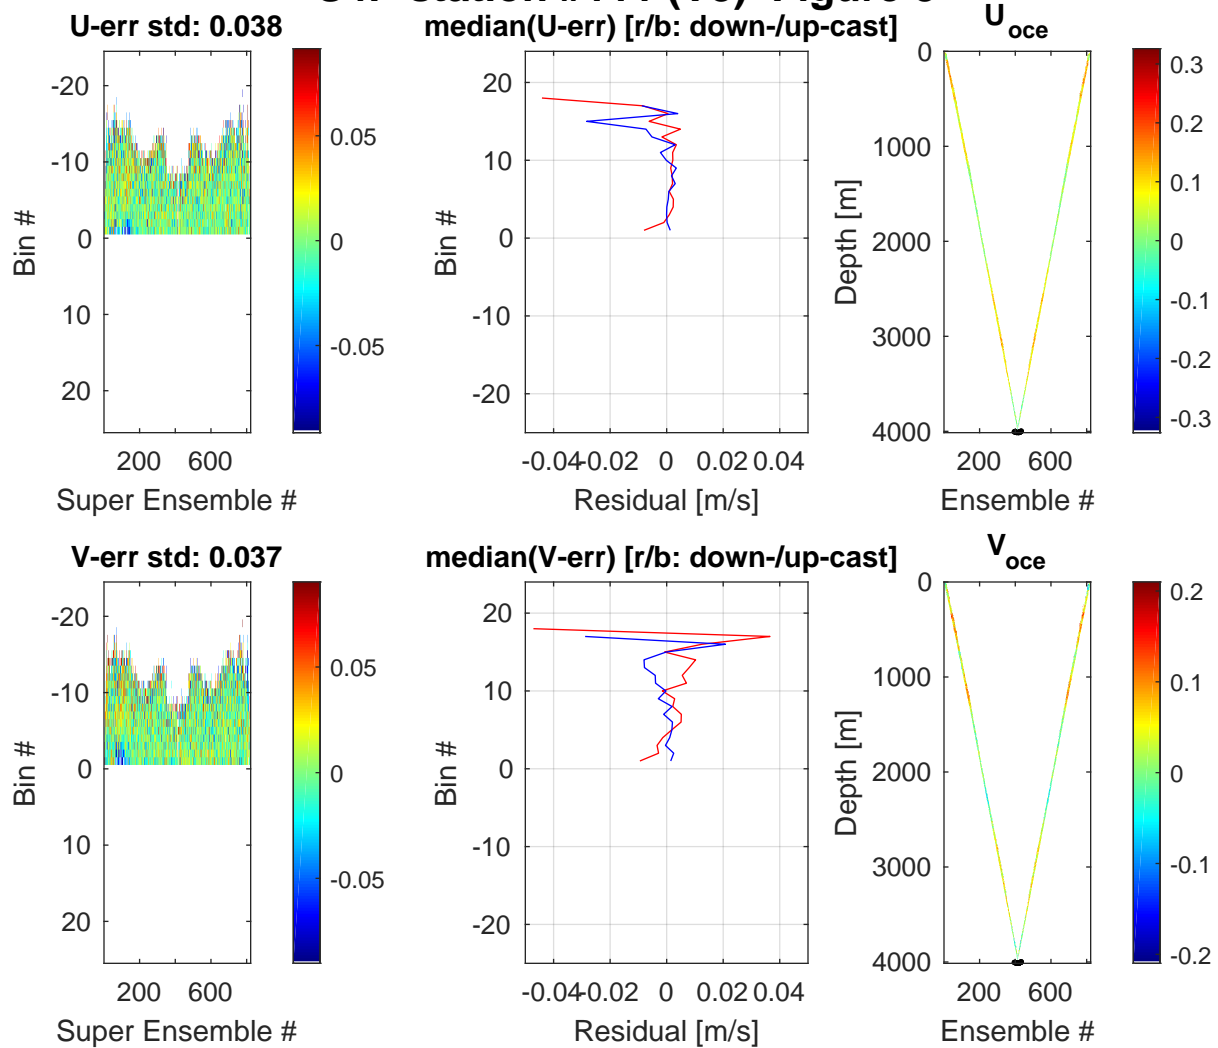 U-err std: 0.038
median(U-err) [r/b: down-/up-cast]
U
oce
-20
-10
0
10
20
Bin #
200 600
Super Ensemble #
0.05
0
-0.05
20
10
0
-10
-20
Bin #
-0.04 -0.02 0 0.02 0.04
Residual [m/s]
0
1000
2000
3000
4000
Depth [m]
200 600
Ensemble #
0.3
0.2
0.1
0
-0.1
-0.2
-0.3
V-err std: 0.037
median(V-err) [r/b: down-/up-cast]
V
oce
-20
-10
0
10
20
Bin #
200 600
Super Ensemble #
0.05
0
-0.05
20
10
0
-10
-20
Bin #
-0.04 -0.02 0 0.02 0.04
Residual [m/s]
0
1000
2000
3000
4000
Depth [m]
200 600
Ensemble #
0.2
0.1
0
-0.1
-0.2